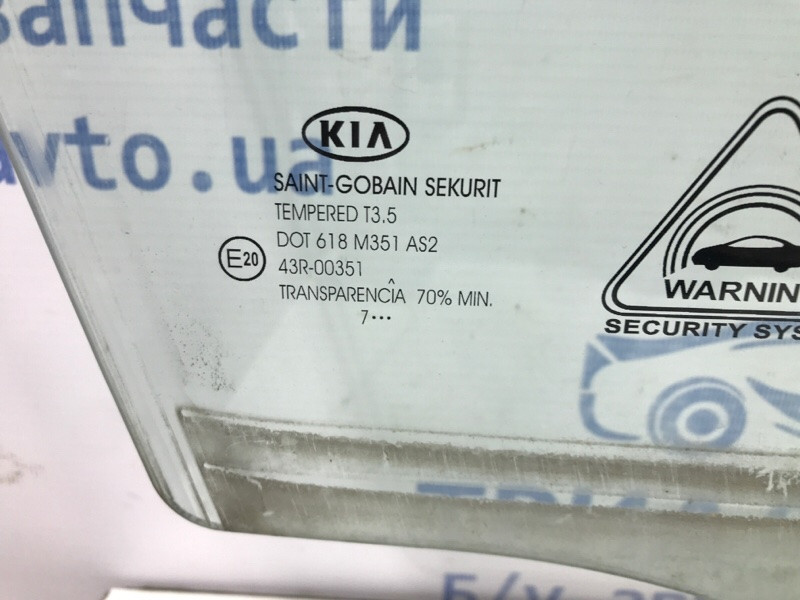 запчасти
avto.ua
KIA
SAINT-GOBAIN SEKURIT
TEMPERED T3.5
DOT 618 M351 AS2
E20
43R-00351
TRANSPARENCIA 70% MIN.
7•••
WARNIN
SECURITY SYS
Б/У